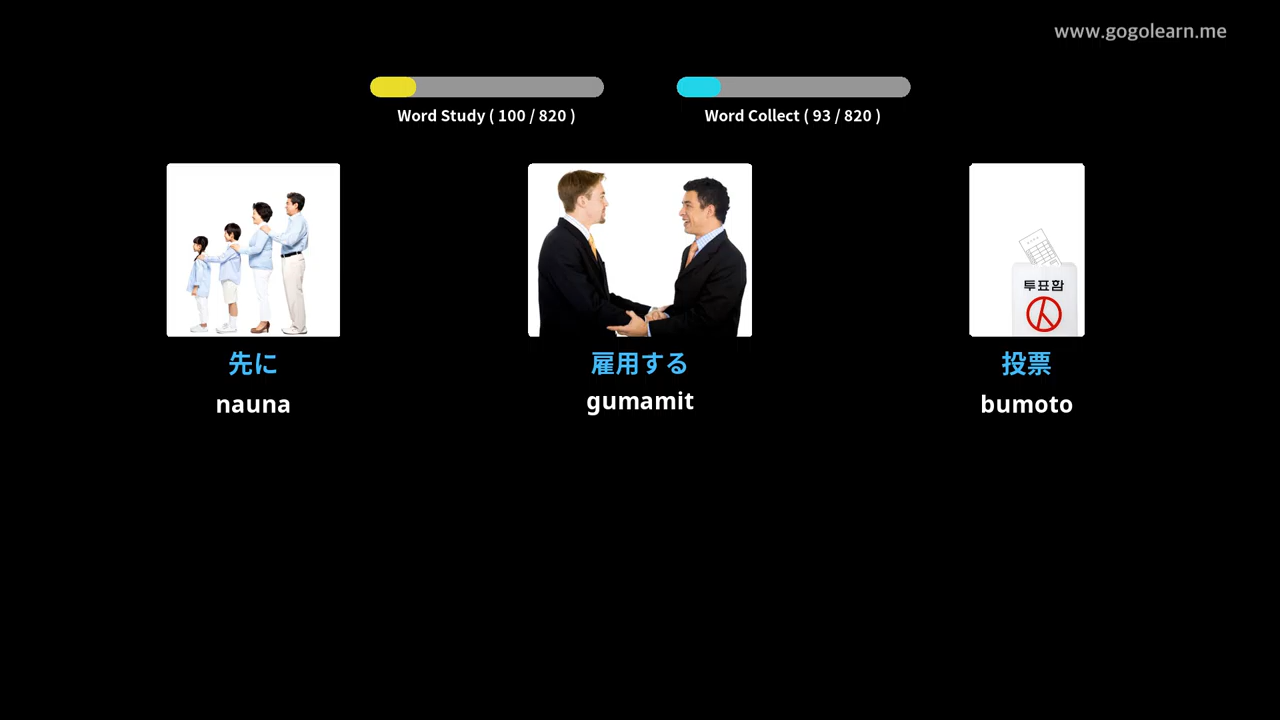 www.gogolearn.me
Word Study ( 100 / 820 )
Word Collect ( 93 / 820 )
투표함
先に
雇用する
投票
nauna
gumamit
bumoto